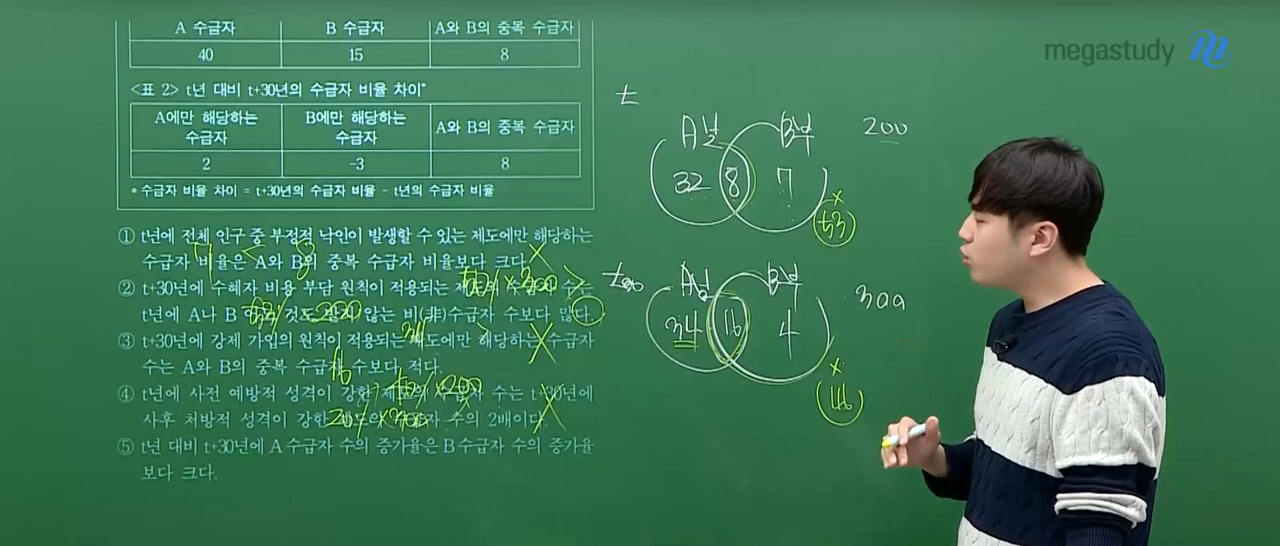 A 수급자 B 수급자 A와 B의 중복 수급자
40 15 8
<표 2> t년 대비 t+30년의 수급자 비율 차이*
A에만 해당하는 수급자 B에만 해당하는 수급자 A와 B의 중복 수급자
2 -3 8
* 수급자 비율 차이 = t+30년의 수급자 비율 - t년의 수급자 비율
① t년에 전체 인구 중 부정적 낙인이 발생할 수 있는 제도에만 해당하는
수급자 비율은 A와 B의 중복 수급자 비율보다 크다.
② t+30년에 수혜자 비용 부담 원칙이 적용되는 제도의 수급자 수는
t년에 A나 B 어느 것도 받지 않는 비(非)수급자 수보다 많다.
③ t+30년에 강제 가입의 원칙이 적용되는 제도에만 해당하는 수급자
수는 A와 B의 중복 수급자 수보다 적다.
④ t년에 사전 예방적 성격이 강한 제도의 수급자 수는 t+30년에
사후 처방적 성격이 강한 제도의 수급자 수의 2배이다.
⑤ t년 대비 t+30년에 A 수급자 수의 증가율은 B 수급자 수의 증가율
보다 크다.
7 < 8
50% × 300 >
53% × 200
34 >
16
40% × 200
20% × 300
t
200
32 8 7
53
300
34 16 4
46
megastudy